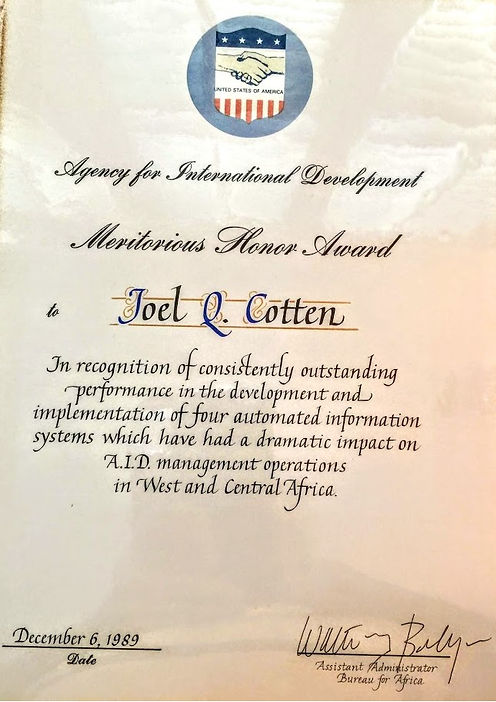 UNITED STATES OF AMERICA
Agency for International Development
Meritorious Honor Award
to Joel Q. Cotten
In recognition of consistently outstanding
performance in the development and
implementation of four automated information
systems which have had a dramatic impact on
A.I.D. management operations
in West and Central Africa.
December 6, 1989
Date
Assistant Administrator
Bureau for Africa